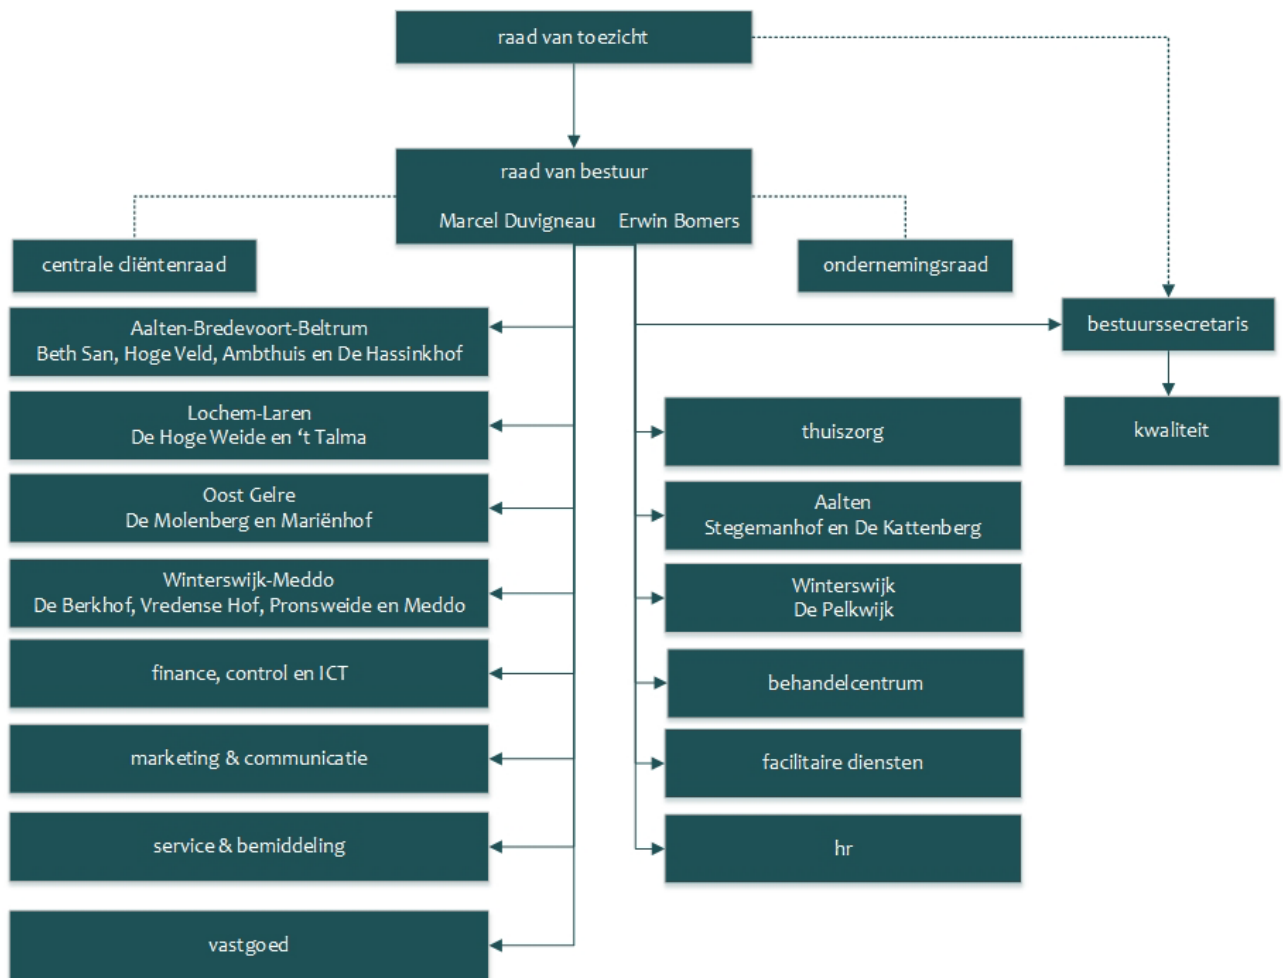 raad van toezicht
raad van bestuur
Marcel Duvigneau Erwin Bomers
centrale cliëntenraad
ondernemingsraad
Aalten-Bredevoort-Beltrum
Beth San, Hoge Veld, Ambthuis en De Hassinkhof
bestuurssecretaris
Lochem-Laren
De Hoge Weide en ‘t Talma
thuiszorg
kwaliteit
Oost Gelre
De Molenberg en Mariënhof
Aalten
Stegemanhof en De Kattenberg
Winterswijk-Meddo
De Berkhof, Vredense Hof, Pronsweide en Meddo
Winterswijk
De Pelkwijk
finance, control en ICT
behandelcentrum
marketing & communicatie
facilitaire diensten
service & bemiddeling
hr
vastgoed